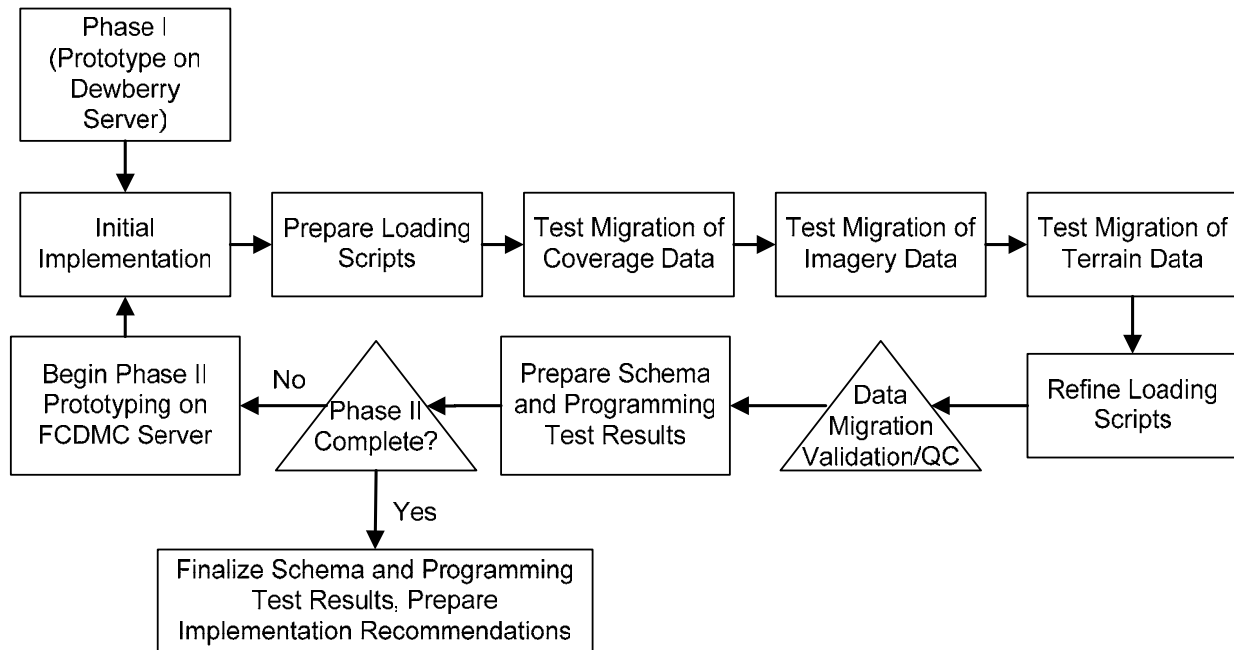 Phase I
(Prototype on
Dewberry
Server)
Initial
Implementation
Prepare Loading
Scripts
Test Migration of
Coverage Data
Test Migration of
Imagery Data
Test Migration of
Terrain Data
Refine Loading
Scripts
Data
Migration
Validation/QC
Prepare Schema
and Programming
Test Results
Phase II
Complete?
No
Begin Phase II
Prototyping on
FCDMC Server
Yes
Finalize Schema and Programming
Test Results, Prepare
Implementation Recommendations